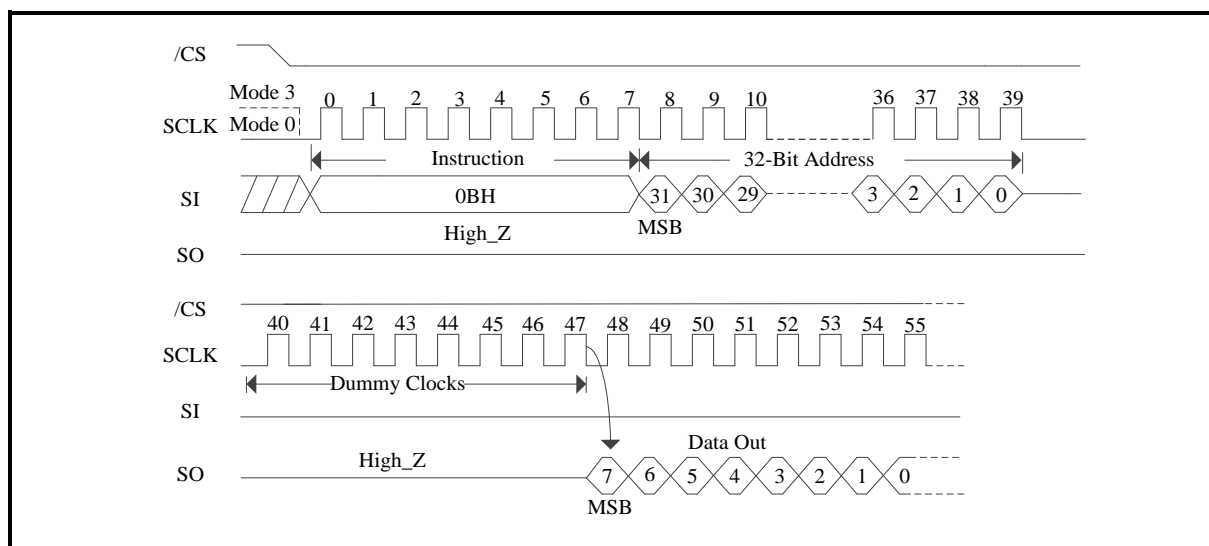 /CS
Mode 3
0 1 2 3 4 5 6 7 8 9 10 36 37 38 39
SCLK
Mode 0
Instruction 32-Bit Address
SI 0BH 31 30 29 3 2 1 0
High_Z MSB
SO
/CS
40 41 42 43 44 45 46 47 48 49 50 51 52 53 54 55
SCLK
Dummy Clocks
SI
Data Out
High_Z
SO 7 6 5 4 3 2 1 0
MSB